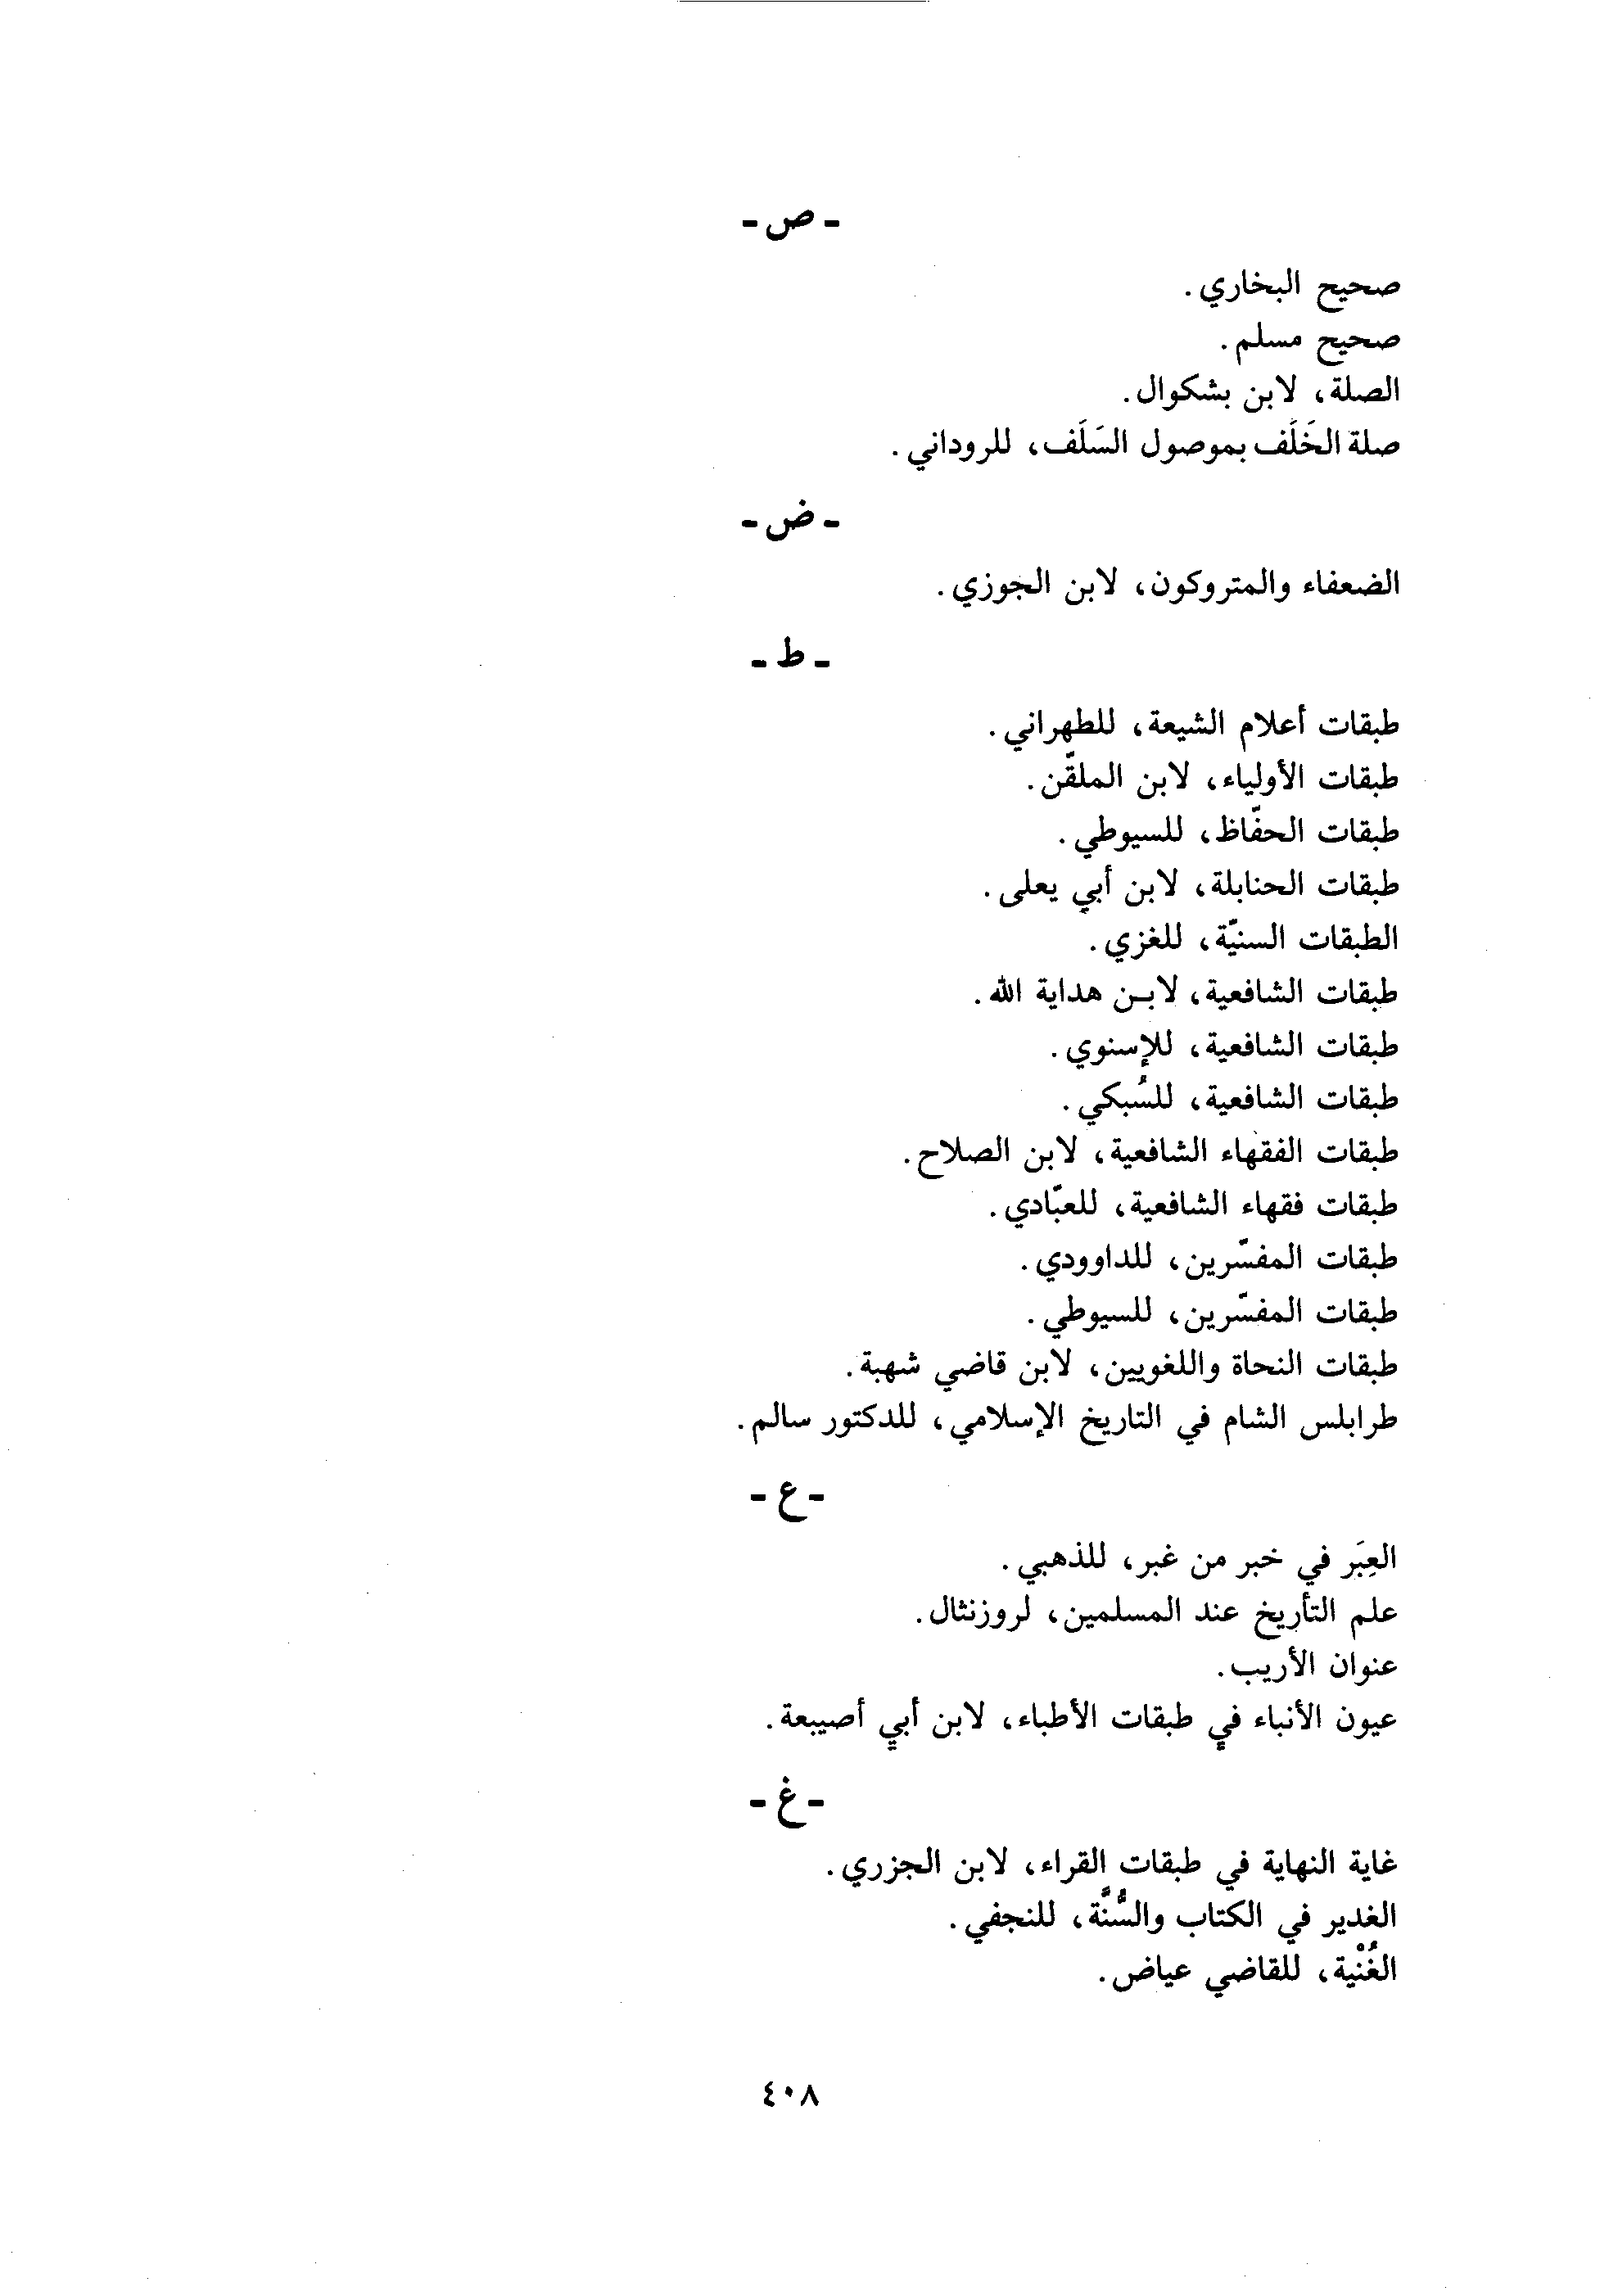 - ص -
صحيح البخاري.
صحيح مسلم.
الصلة، لابن بشكوال.
صلة الخَلَف بموصول السَلَف، للروداني.
- ض -
الضعفاء والمتروكون، لابن الجوزي.
- ط -
طبقات أعلام الشيعة، للطهراني.
طبقات الأولياء، لابن الملقّن.
طبقات الحفّاظ، للسيوطي.
طبقات الحنابلة، لابن أبي يعلى.
الطبقات السنيّة، للغزي.
طبقات الشافعية، لابـن هداية الله.
طبقات الشافعية، للإسنوي.
طبقات الشافعية، للسُبكي.
طبقات الفقهاء الشافعية، لابن الصلاح.
طبقات فقهاء الشافعية، للعبّادي.
طبقات المفسّرين، للداوودي.
طبقات المفسّرين، للسيوطي.
طبقات النحاة واللغويين، لابن قاضي شهبة.
طرابلس الشام في التاريخ الإسلامي، للدكتور سالم.
- ع -
العِبَر في خبر من غبر، للذهبي.
علم التأريخ عند المسلمين، لروزنثال.
عنوان الأريب.
عيون الأنباء في طبقات الأطباء، لابن أبي أصيبعة.
- غ -
غاية النهاية في طبقات القراء، لابن الجزري.
الغدير في الكتاب والسُّنَّة، للنجفي.
الغُنْية، للقاضي عياض.
٤٠٨